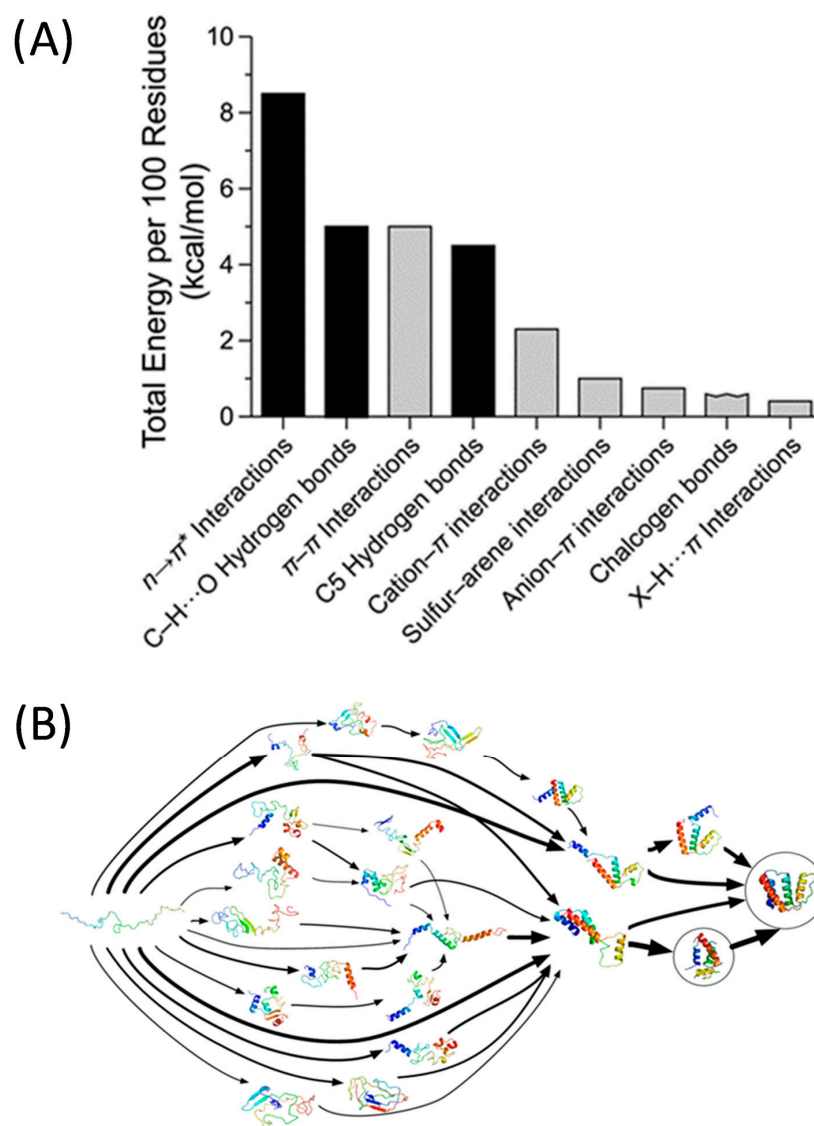 (A)
Total Energy per 100 Residues
(kcal/mol)
10
8
6
4
2
0
n→π* Interactions
C–H···O Hydrogen bonds
π–π Interactions
C5 Hydrogen bonds
Cation–π interactions
Sulfur–arene interactions
Anion–π interactions
Chalcogen bonds
X–H···π Interactions
(B)